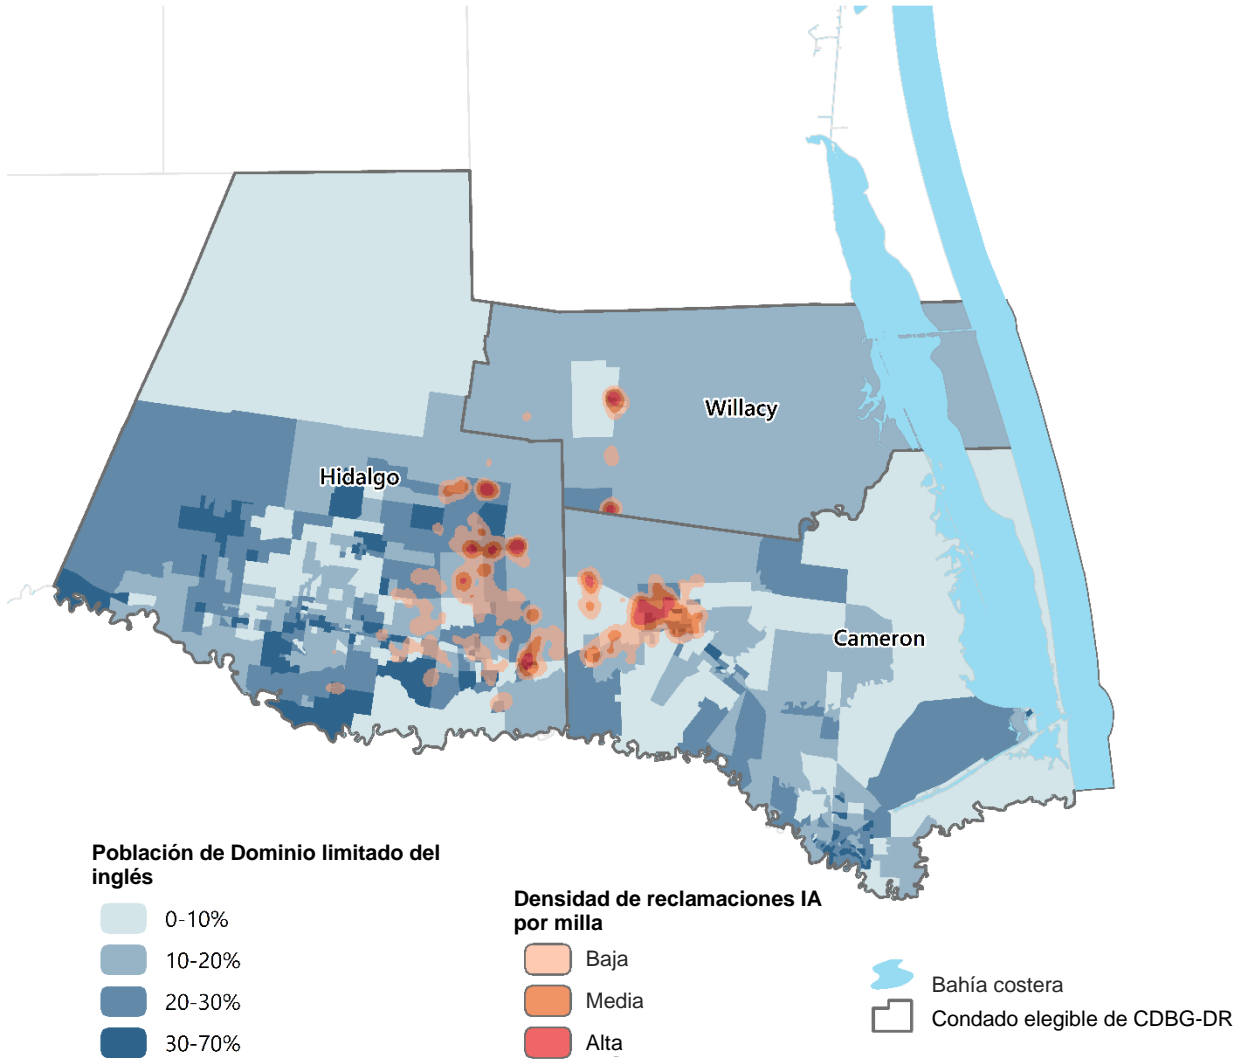 Willacy
Hidalgo
Cameron
Población de Dominio limitado del
inglés
0-10%
10-20%
20-30%
30-70%
Densidad de reclamaciones IA
por milla
Baja
Media
Alta
Bahía costera
Condado elegible de CDBG-DR